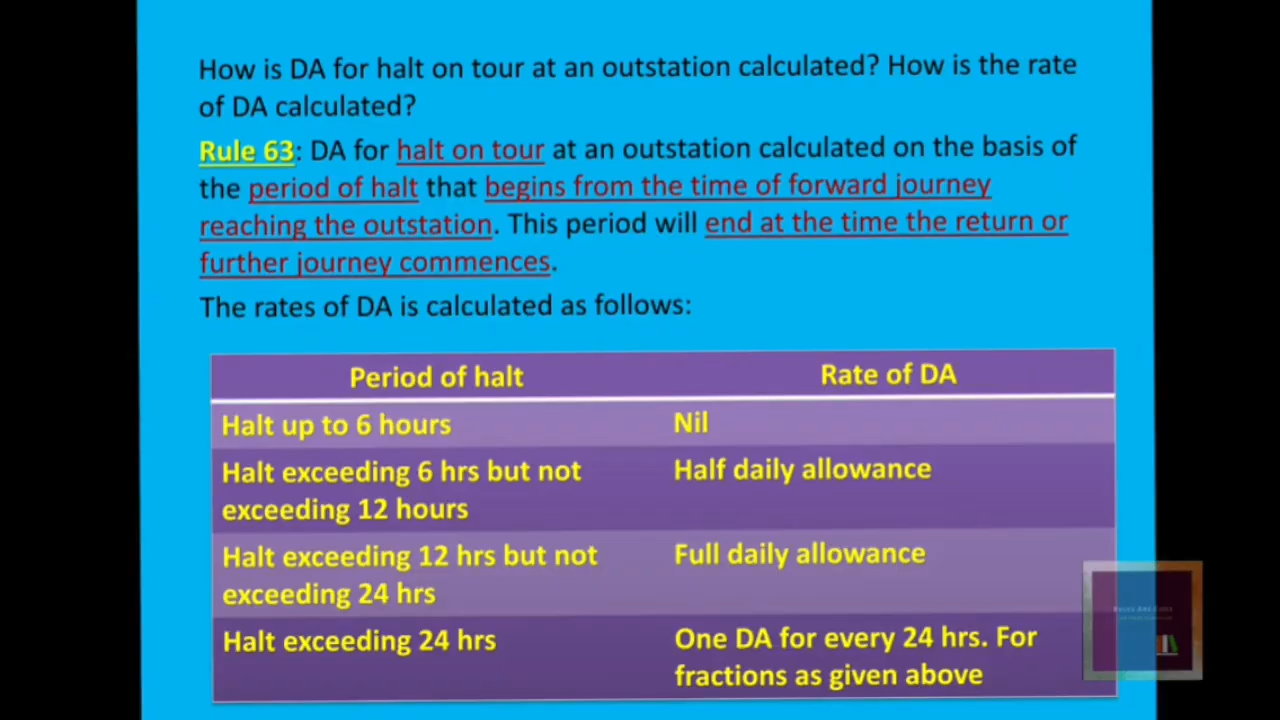 How is DA for halt on tour at an outstation calculated? How is the rate
of DA calculated?
Rule 63: DA for halt on tour at an outstation calculated on the basis of
the period of halt that begins from the time of forward journey
reaching the outstation. This period will end at the time the return or
further journey commences.
The rates of DA is calculated as follows:
Period of halt Rate of DA
Halt up to 6 hours Nil
Halt exceeding 6 hrs but not Half daily allowance
exceeding 12 hours
Halt exceeding 12 hrs but not Full daily allowance
exceeding 24 hrs
Halt exceeding 24 hrs One DA for every 24 hrs. For
fractions as given above